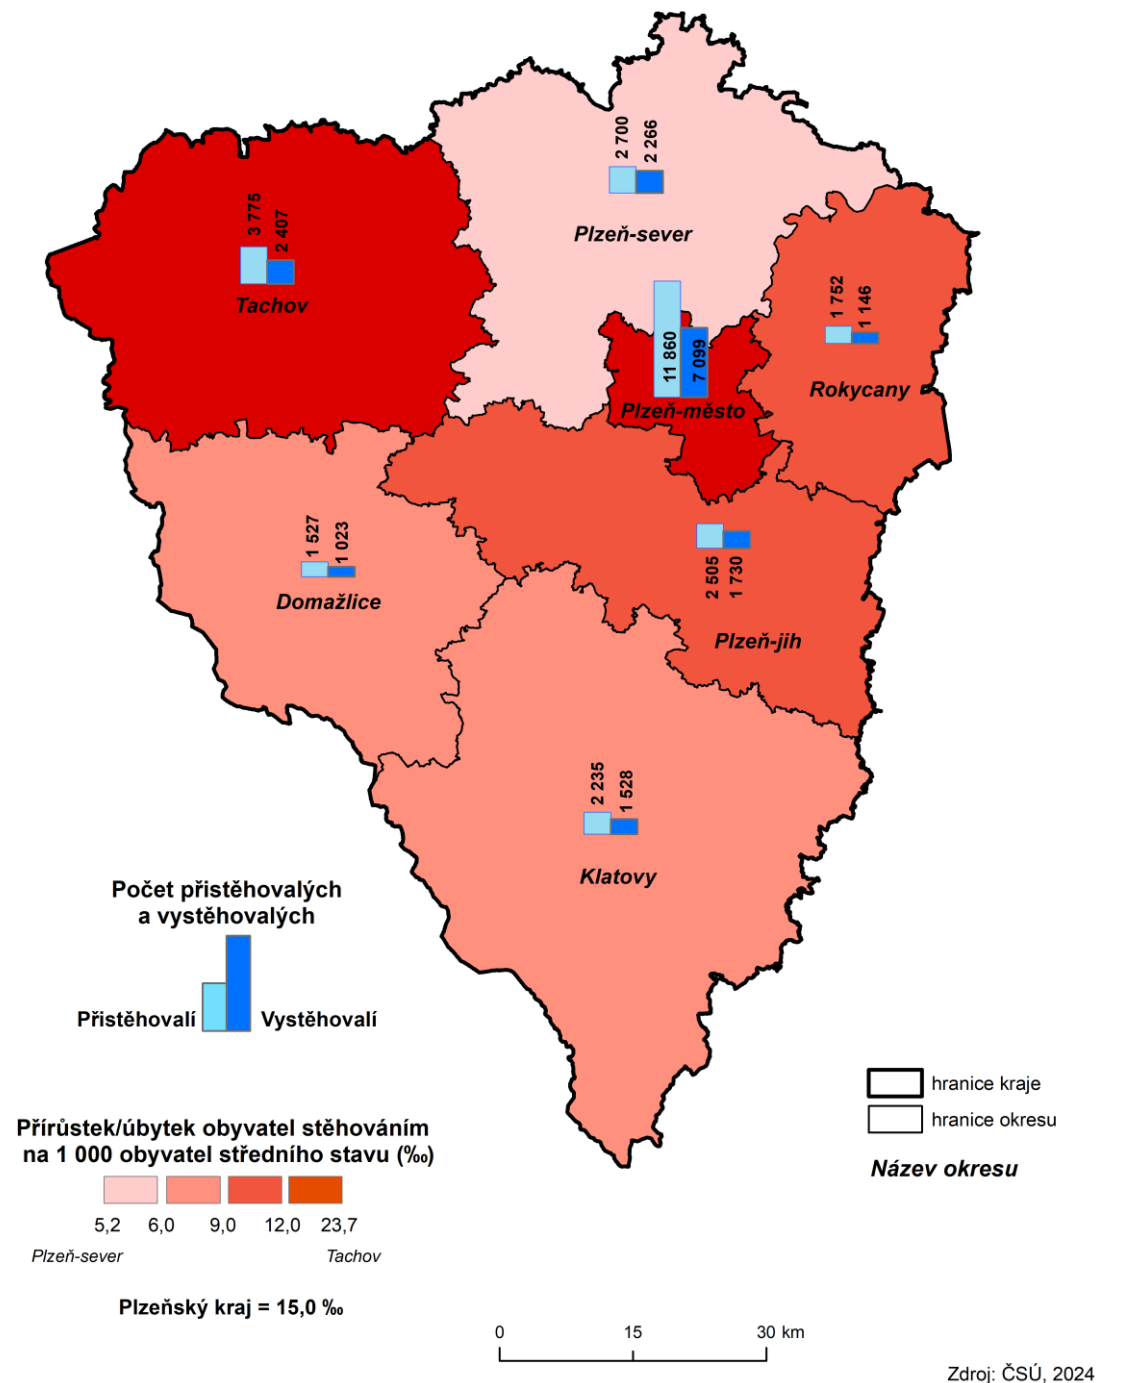 2 700
2 266
Plzeň-sever
3 775
2 407
Tachov
11 860
7 099
Plzeň-město
1 752
1 146
Rokycany
1 527
1 023
Domažlice
2 505
1 730
Plzeň-jih
2 235
1 528
Klatovy
Počet přistěhovalých
a vystěhovalých
Přistěhovalí
Vystěhovalí
Přírůstek/úbytek obyvatel stěhováním
na 1 000 obyvatel středního stavu (‰)
5,2 6,0 9,0 12,0 23,7
Plzeň-sever Tachov
Plzeňský kraj = 15,0 ‰
hranice kraje
hranice okresu
Název okresu
0 15 30 km
Zdroj: ČSÚ, 2024